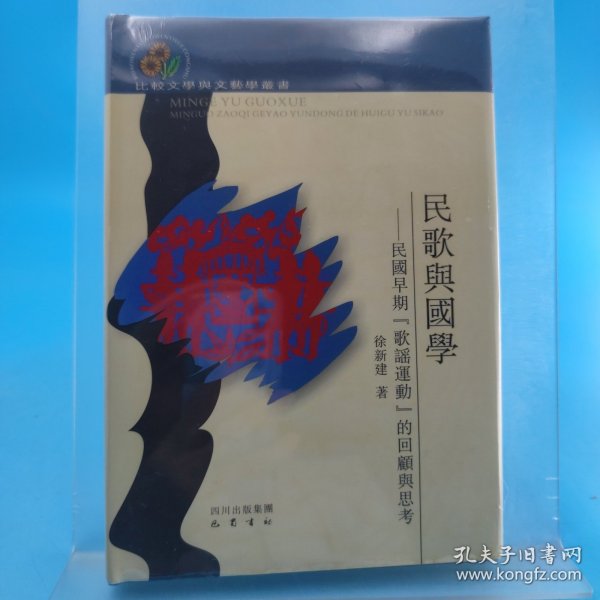 比較文學與文藝學叢書
MINGE YU GUOXUE
MINGUO ZAOQI GEYAO YUNDONG DE HUIGU YU SIKAO
民歌與國學
——民國早期『歌謡運動』的回顧與思考
徐新建 著
四川出版集團
巴蜀書社
孔夫子旧书网
www.kongfz.com